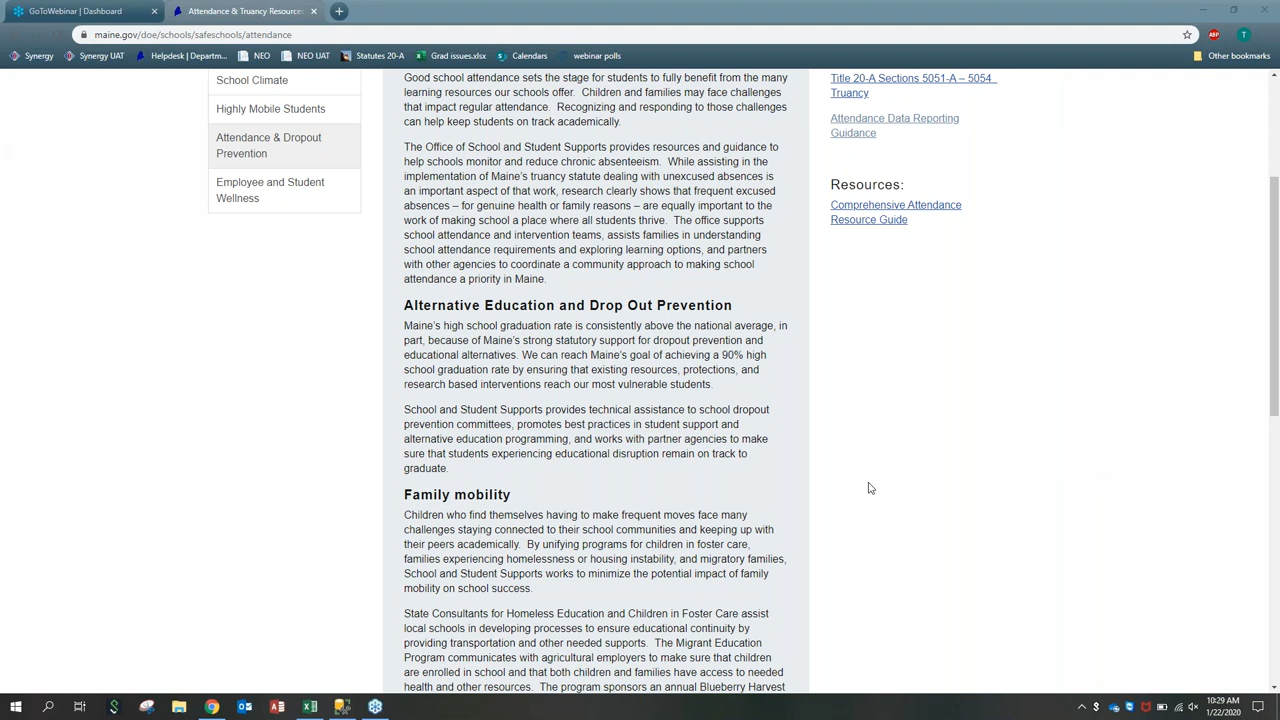 GoToWebinar | Dashboard
Attendance & Truancy Resource
maine.gov/doe/schools/safeschools/attendance
ABP
T
Synergy
Synergy UAT
Helpdesk | Departm...
NEO
NEO UAT
Statutes 20-A
Grad issues.xlsx
Calendars
webinar polls
Other bookmarks
School Climate
Highly Mobile Students
Attendance & Dropout
Prevention
Employee and Student
Wellness
Good school attendance sets the stage for students to fully benefit from the many
learning resources our schools offer. Children and families may face challenges
that impact regular attendance. Recognizing and responding to those challenges
can help keep students on track academically.
The Office of School and Student Supports provides resources and guidance to
help schools monitor and reduce chronic absenteeism. While assisting in the
implementation of Maine's truancy statute dealing with unexcused absences is
an important aspect of that work, research clearly shows that frequent excused
absences – for genuine health or family reasons – are equally important to the
work of making school a place where all students thrive. The office supports
school attendance and intervention teams, assists families in understanding
school attendance requirements and exploring learning options, and partners
with other agencies to coordinate a community approach to making school
attendance a priority in Maine.
Alternative Education and Drop Out Prevention
Maine's high school graduation rate is consistently above the national average, in
part, because of Maine's strong statutory support for dropout prevention and
educational alternatives. We can reach Maine's goal of achieving a 90% high
school graduation rate by ensuring that existing resources, protections, and
research based interventions reach our most vulnerable students.
School and Student Supports provides technical assistance to school dropout
prevention committees, promotes best practices in student support and
alternative education programming, and works with partner agencies to make
sure that students experiencing educational disruption remain on track to
graduate.
Family mobility
Children who find themselves having to make frequent moves face many
challenges staying connected to their school communities and keeping up with
their peers academically. By unifying programs for children in foster care,
families experiencing homelessness or housing instability, and migratory families,
School and Student Supports works to minimize the potential impact of family
mobility on school success.
State Consultants for Homeless Education and Children in Foster Care assist
local schools in developing processes to ensure educational continuity by
providing transportation and other needed supports. The Migrant Education
Program communicates with agricultural employers to make sure that children
are enrolled in school and that both children and families have access to needed
health and other resources. The program sponsors an annual Blueberry Harvest
Title 20-A Sections 5051-A – 5054
Truancy
Attendance Data Reporting
Guidance
Resources:
Comprehensive Attendance
Resource Guide
10:29 AM
1/22/2020